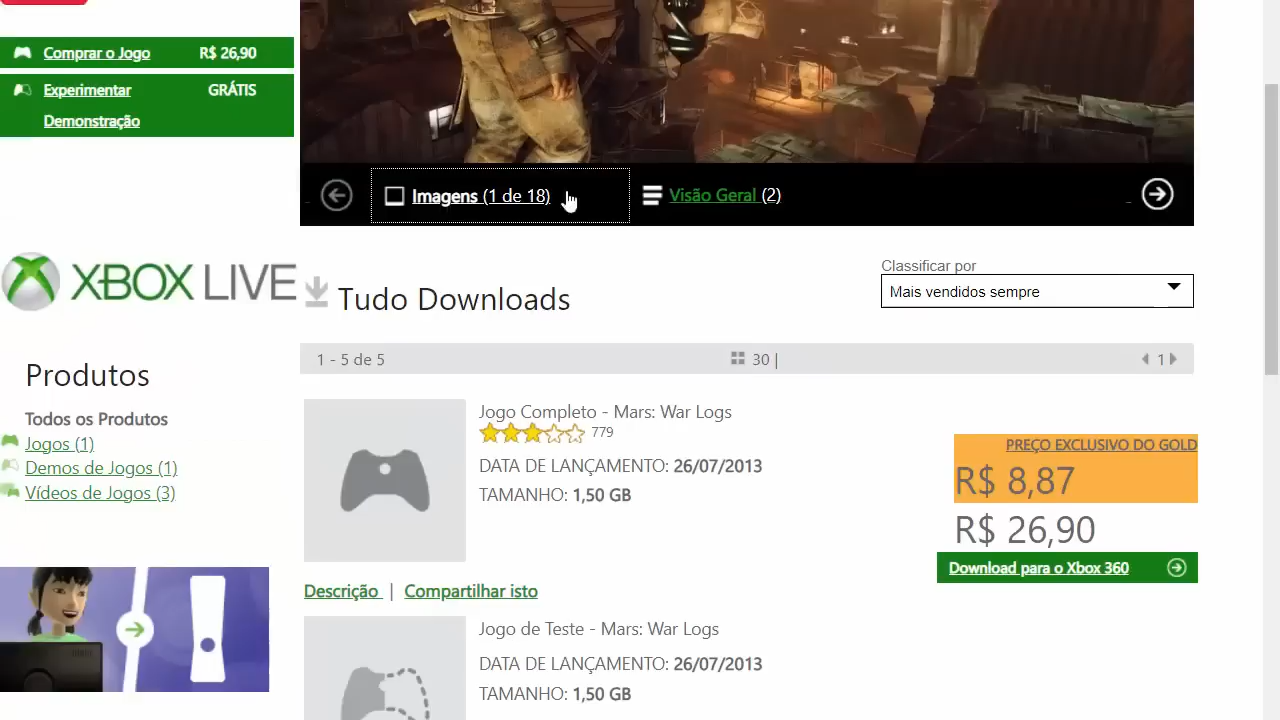 Comprar o Jogo R$ 26,90
Experimentar GRÁTIS
Demonstração
Imagens (1 de 18)
Visão Geral (2)
XBOX LIVE
Tudo Downloads
Classificar por
Mais vendidos sempre
1 - 5 de 5
30 |
1
Produtos
Todos os Produtos
Jogos (1)
Demos de Jogos (1)
Vídeos de Jogos (3)
Jogo Completo - Mars: War Logs
779
DATA DE LANÇAMENTO: 26/07/2013
TAMANHO: 1,50 GB
PREÇO EXCLUSIVO DO GOLD
R$ 8,87
R$ 26,90
Download para o Xbox 360
Descrição | Compartilhar isto
Jogo de Teste - Mars: War Logs
DATA DE LANÇAMENTO: 26/07/2013
TAMANHO: 1,50 GB